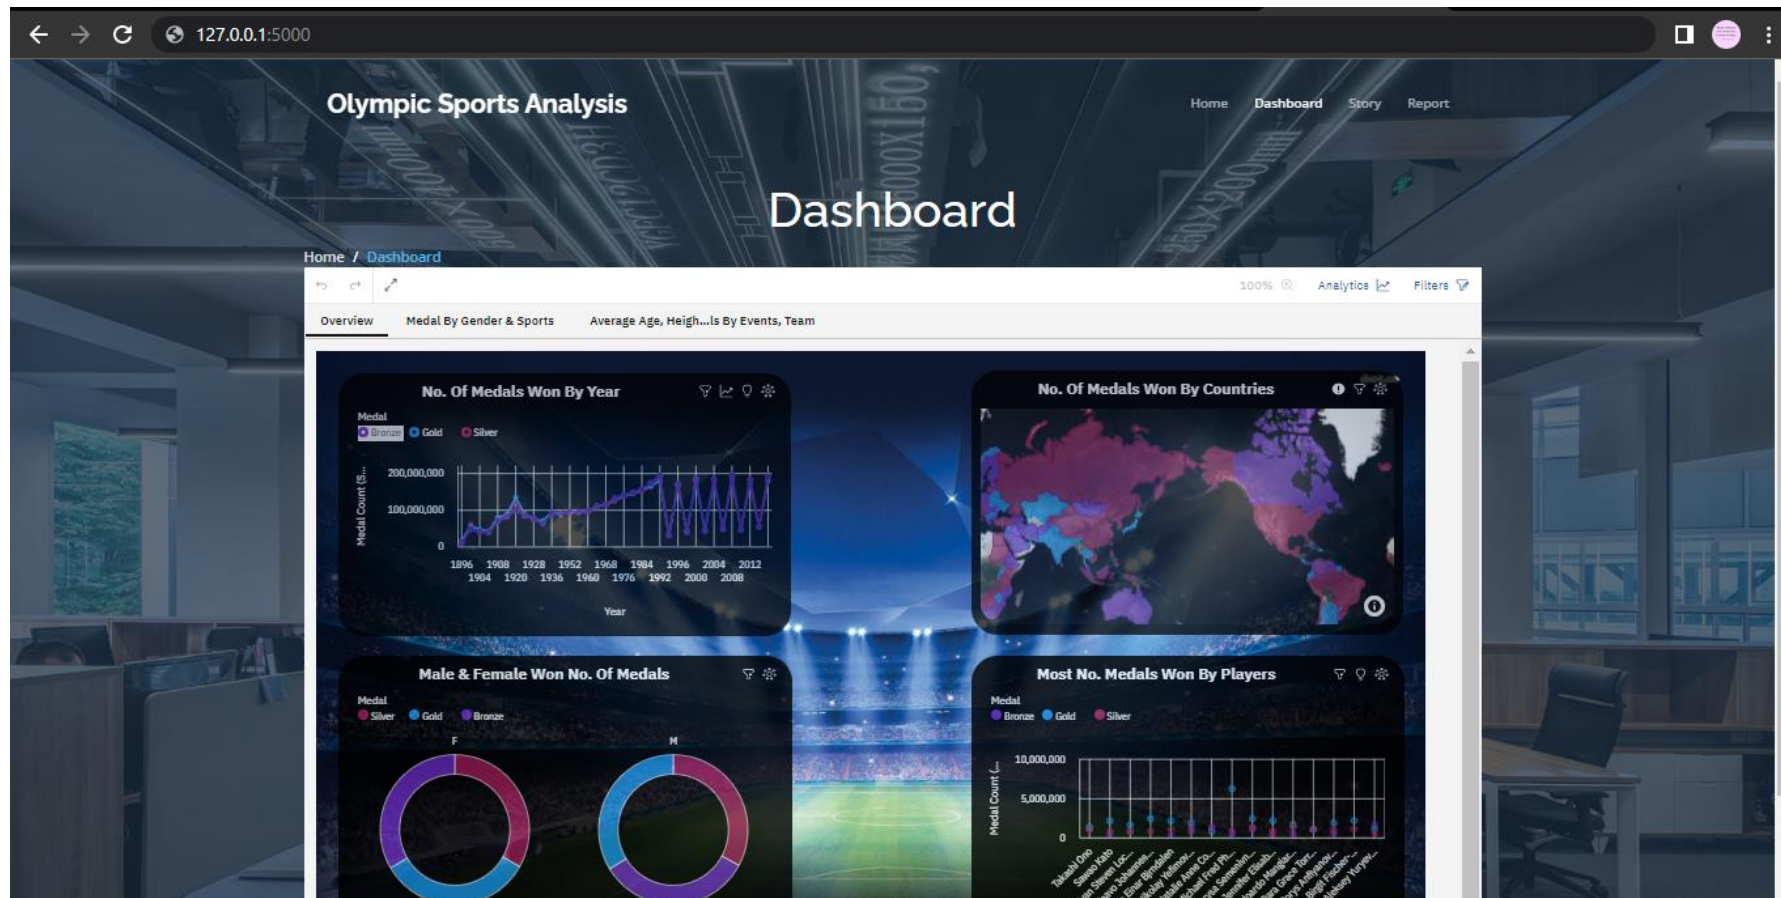 127.0.0.1:5000
Olympic Sports Analysis
Home Dashboard Story Report
Dashboard
Home / Dashboard
100% Analytics Filters
Overview Medal By Gender & Sports Average Age, Heigh...ls By Events, Team
No. Of Medals Won By Year
Medal
Bronze Gold Silver
Medal Count (S...
200,000,000
100,000,000
0
1896 1908 1928 1952 1968 1984 1996 2004 2012
1904 1920 1936 1960 1976 1992 2000 2008
Year
No. Of Medals Won By Countries
Male & Female Won No. Of Medals
Medal
Silver Gold Bronze
F M
Most No. Medals Won By Players
Medal
Bronze Gold Silver
Medal Count (...
10,000,000
5,000,000
0
Takashi Ono
Sawao Kato